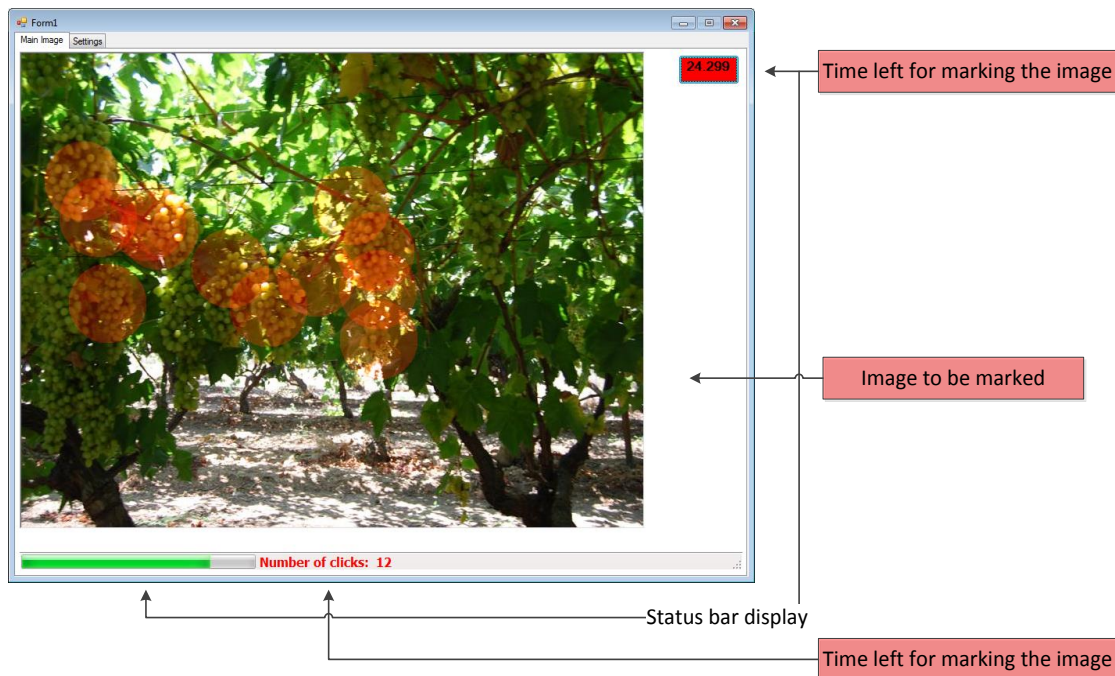 Form1
Main Image Settings
24.299
Time left for marking the image
Image to be marked
Number of clicks: 12
Status bar display
Time left for marking the image